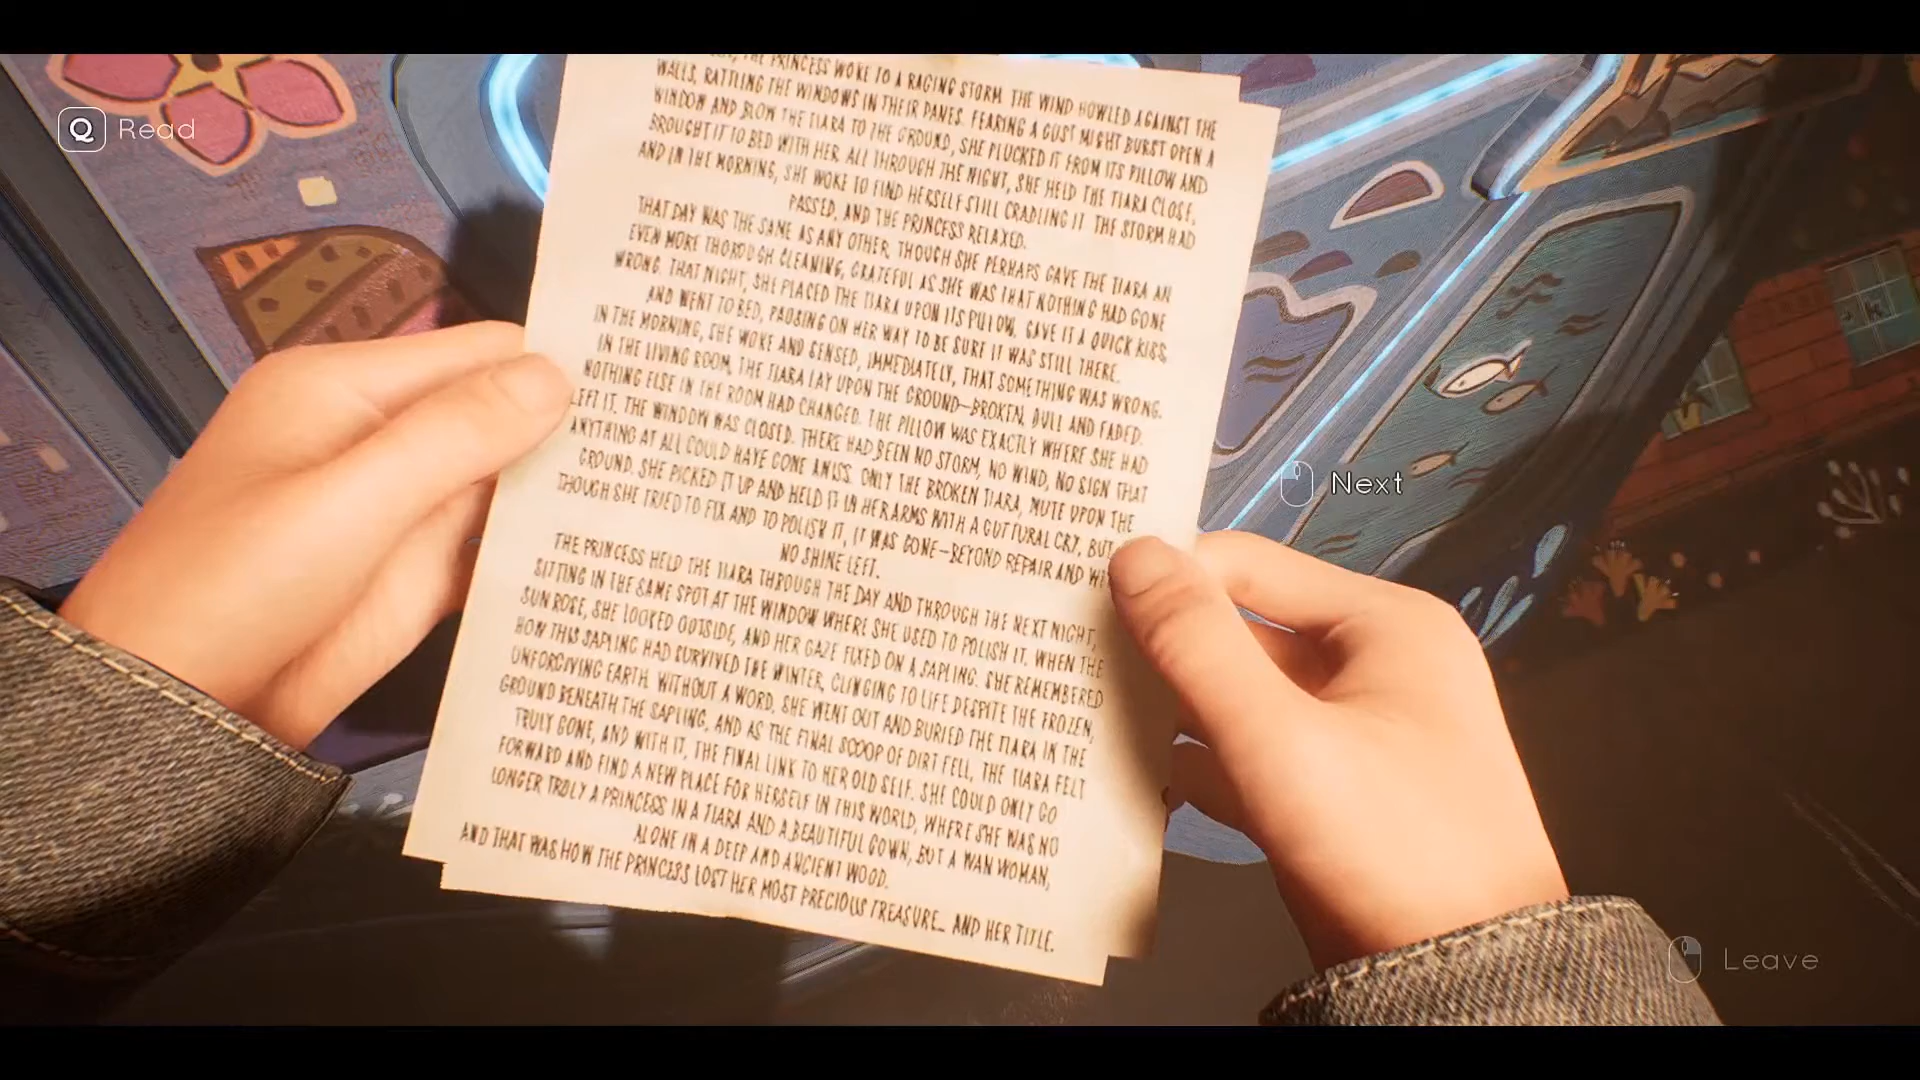 Q Read
THE PRINCESS WOKE TO A RAGING STORM. THE WIND HOWLED AGAINST THE
WALLS, RATTLING THE WINDOWS IN THEIR PANES. FEARING A GUST MIGHT BURST OPEN A
WINDOW AND BLOW THE TIARA TO THE GROUND, SHE PLUCKED IT FROM ITS PILLOW AND
BROUGHT IT TO BED WITH HER. ALL THROUGH THE NIGHT, SHE HELD THE TIARA CLOSE,
AND IN THE MORNING, SHE WOKE TO FIND HERSELF STILL CRADLING IT. THE STORM HAD
PASSED, AND THE PRINCESS RELAXED.
THAT DAY WAS THE SAME AS ANY OTHER, THOUGH SHE PERHAPS GAVE THE TIARA AN
EVEN MORE THOROUGH CLEANING, GRATEFUL AS SHE WAS THAT NOTHING HAD GONE
WRONG. THAT NIGHT, SHE PLACED THE TIARA UPON ITS PILLOW, GAVE IT A QUICK KISS,
AND WENT TO BED, PAUSING ON HER WAY TO BE SURE IT WAS STILL THERE.
IN THE MORNING, SHE WOKE AND SENSED, IMMEDIATELY, THAT SOMETHING WAS WRONG.
IN THE LIVING ROOM, THE TIARA LAY UPON THE GROUND—BROKEN, DULL AND FADED.
NOTHING ELSE IN THE ROOM HAD CHANGED. THE PILLOW WAS EXACTLY WHERE SHE HAD
LEFT IT. THE WINDOW WAS CLOSED. THERE HAD BEEN NO STORM, NO WIND, NO SIGN THAT
ANYTHING AT ALL COULD HAVE GONE AMISS. ONLY THE BROKEN TIARA, MUTE UPON THE
GROUND. SHE PICKED IT UP AND HELD IT IN HER ARMS WITH A GUTTURAL CRY, BUT
THOUGH SHE TRIED TO FIX AND TO POLISH IT, IT WAS GONE—BEYOND REPAIR AND
NO SHINE LEFT.
THE PRINCESS HELD THE TIARA THROUGH THE DAY AND THROUGH THE NEXT NIGHT,
SITTING IN THE SAME SPOT AT THE WINDOW WHERE SHE USED TO POLISH IT. WHEN THE
SUN ROSE, SHE LOOKED OUTSIDE, AND HER GAZE FIXED ON A SAPLING. SHE REMEMBERED
HOW THIS SAPLING HAD SURVIVED THE WINTER, CLINGING TO LIFE DESPITE THE FROZEN,
UNFORGIVING EARTH. WITHOUT A WORD, SHE WENT OUT AND BURIED THE TIARA IN THE
GROUND BENEATH THE SAPLING, AND AS THE FINAL SCOOP OF DIRT FELL, THE TIARA FELT
TRULY GONE, AND WITH IT, THE FINAL LINK TO HER OLD SELF. SHE COULD ONLY GO
FORWARD AND FIND A NEW PLACE FOR HERSELF IN THIS WORLD, WHERE SHE WAS NO
LONGER TRULY A PRINCESS IN A TIARA AND A BEAUTIFUL GOWN, BUT A WAN WOMAN,
ALONE IN A DEEP AND ANCIENT WOOD.
AND THAT WAS HOW THE PRINCESS LOST HER MOST PRECIOUS TREASURE... AND HER TITLE.
Next
Leave